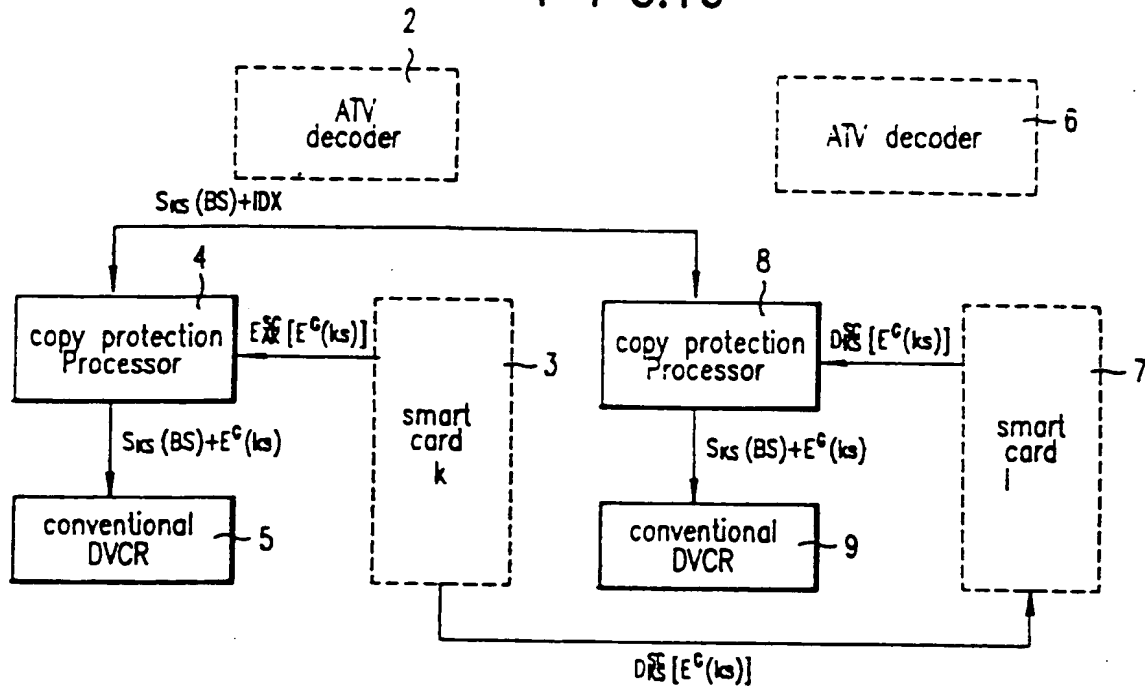 2
ATV
decoder
ATV decoder
6
S_KS(BS)+IDX
4
8
copy protection
Processor
[E^G(ks)]
3
smart
card
k
copy protection
Processor
[E^G(ks)]
7
smart
card
S_KS(BS)+E^G(ks)
S_KS(BS)+E^G(ks)
conventional
DVCR
5
conventional
DVCR
9
[E^G(ks)]